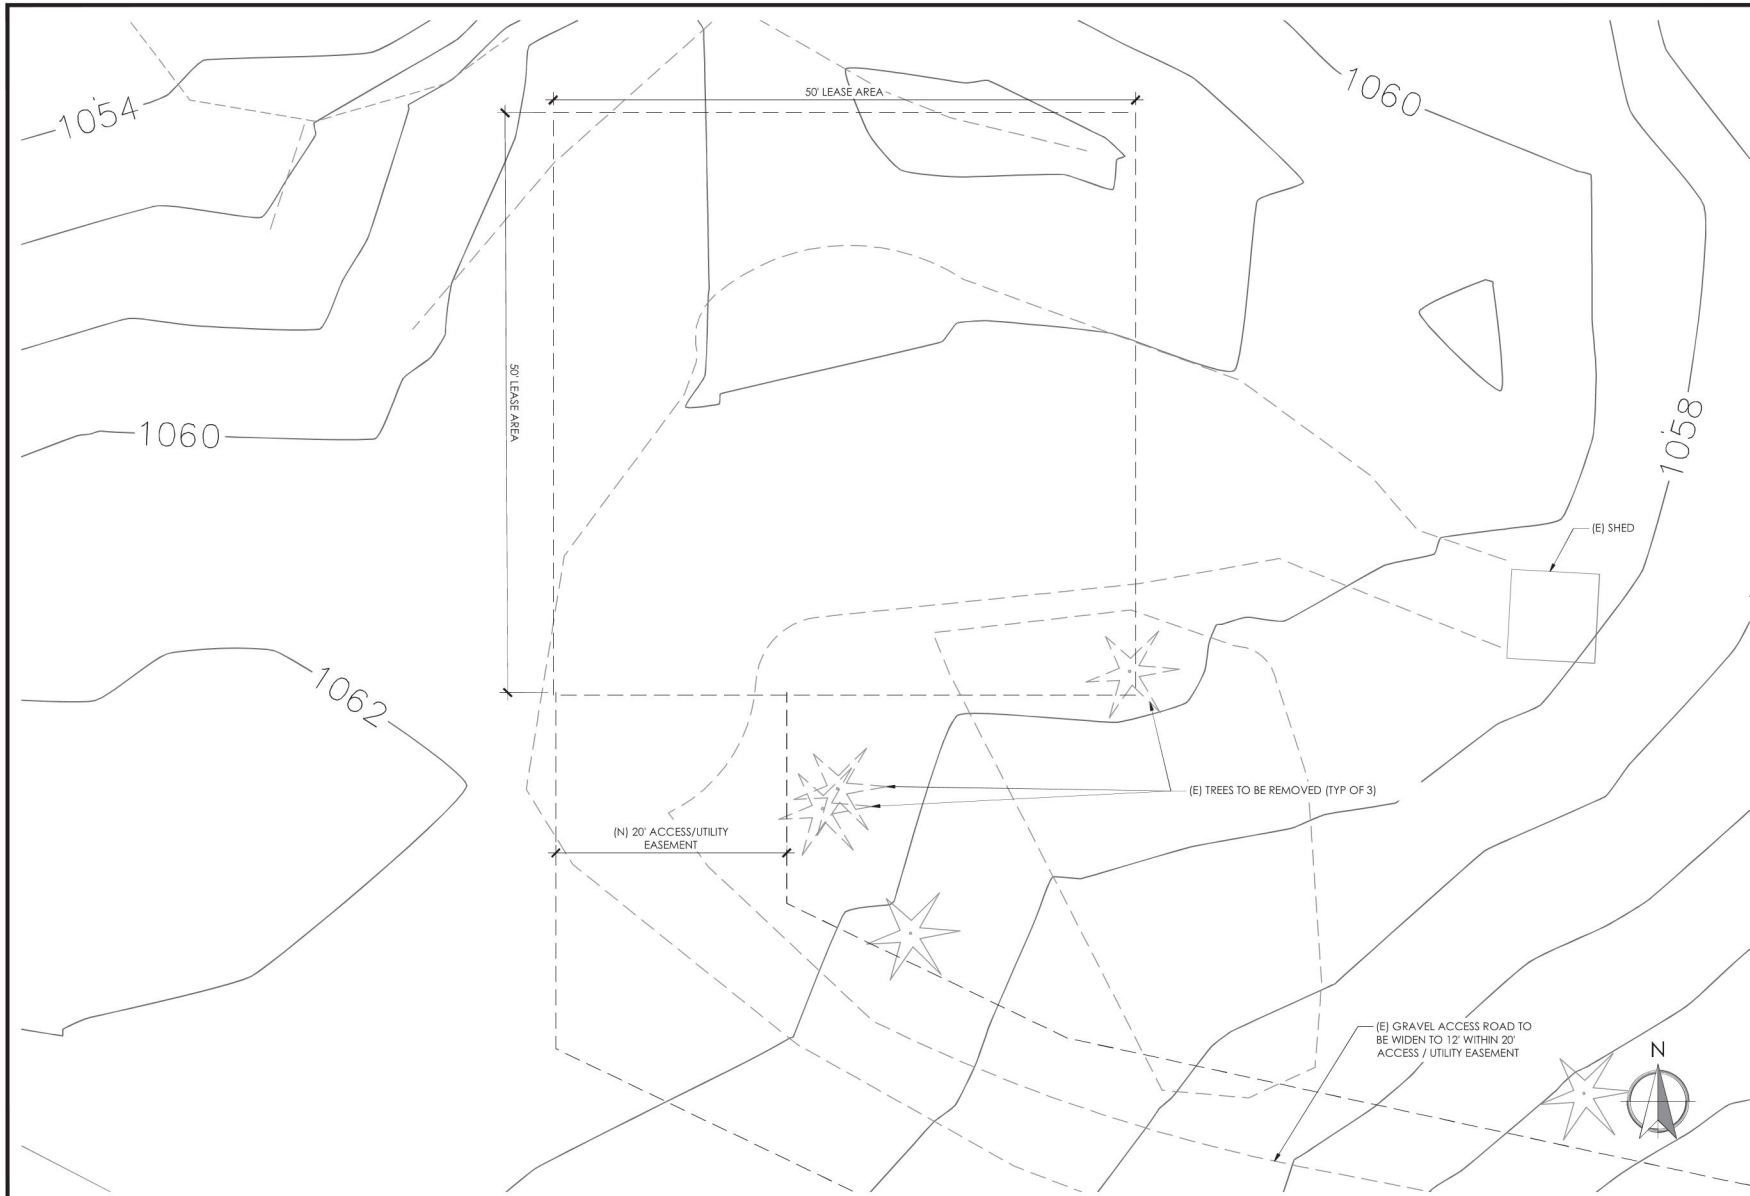 50' LEASE AREA
1060
1054
50' LEASE AREA
1060
1058
(E) SHED
1062
(E) TREES TO BE REMOVED (TYP OF 3)
(N) 20' ACCESS/UTILITY
EASEMENT
(E) GRAVEL ACCESS ROAD TO
BE WIDEN TO 12' WITHIN 20'
ACCESS / UTILITY EASEMENT
N